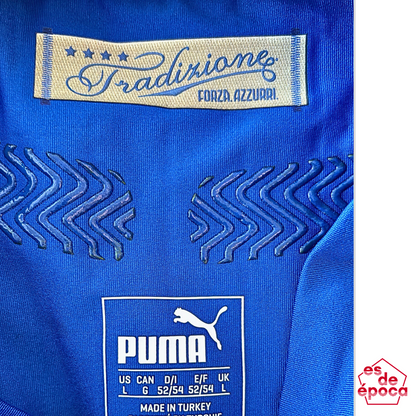 Tradizione
FORZA AZZURRI.
PUMA
US CAN D/I E/F UK
L G 52/54 52/54 L
MADE IN TURKEY
es
de
época